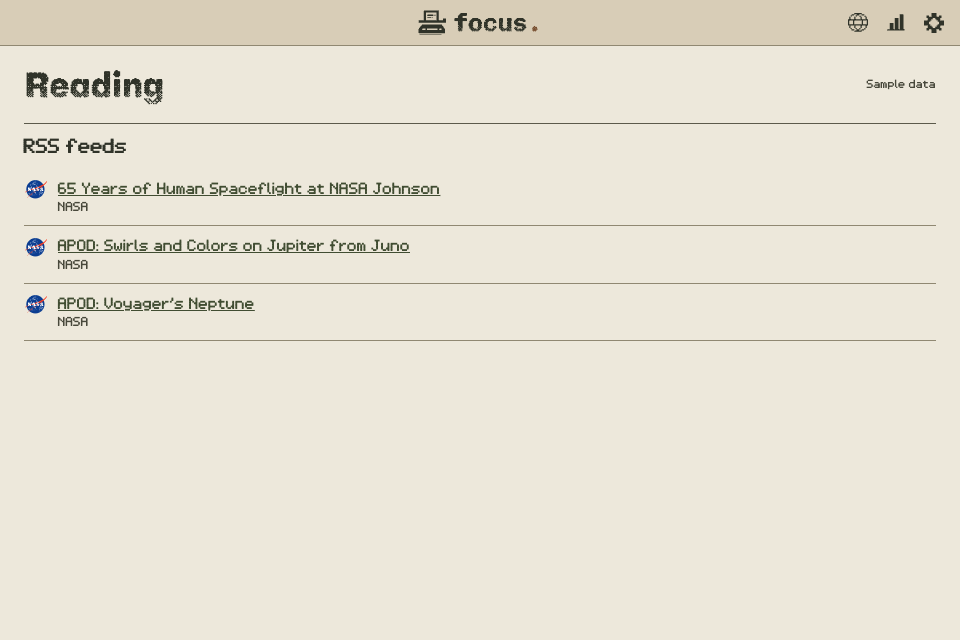 focus.
Reading
Sample data
RSS feeds
65 Years of Human Spaceflight at NASA Johnson
NASA
APOD: Swirls and Colors on Jupiter from Juno
NASA
APOD: Voyager's Neptune
NASA